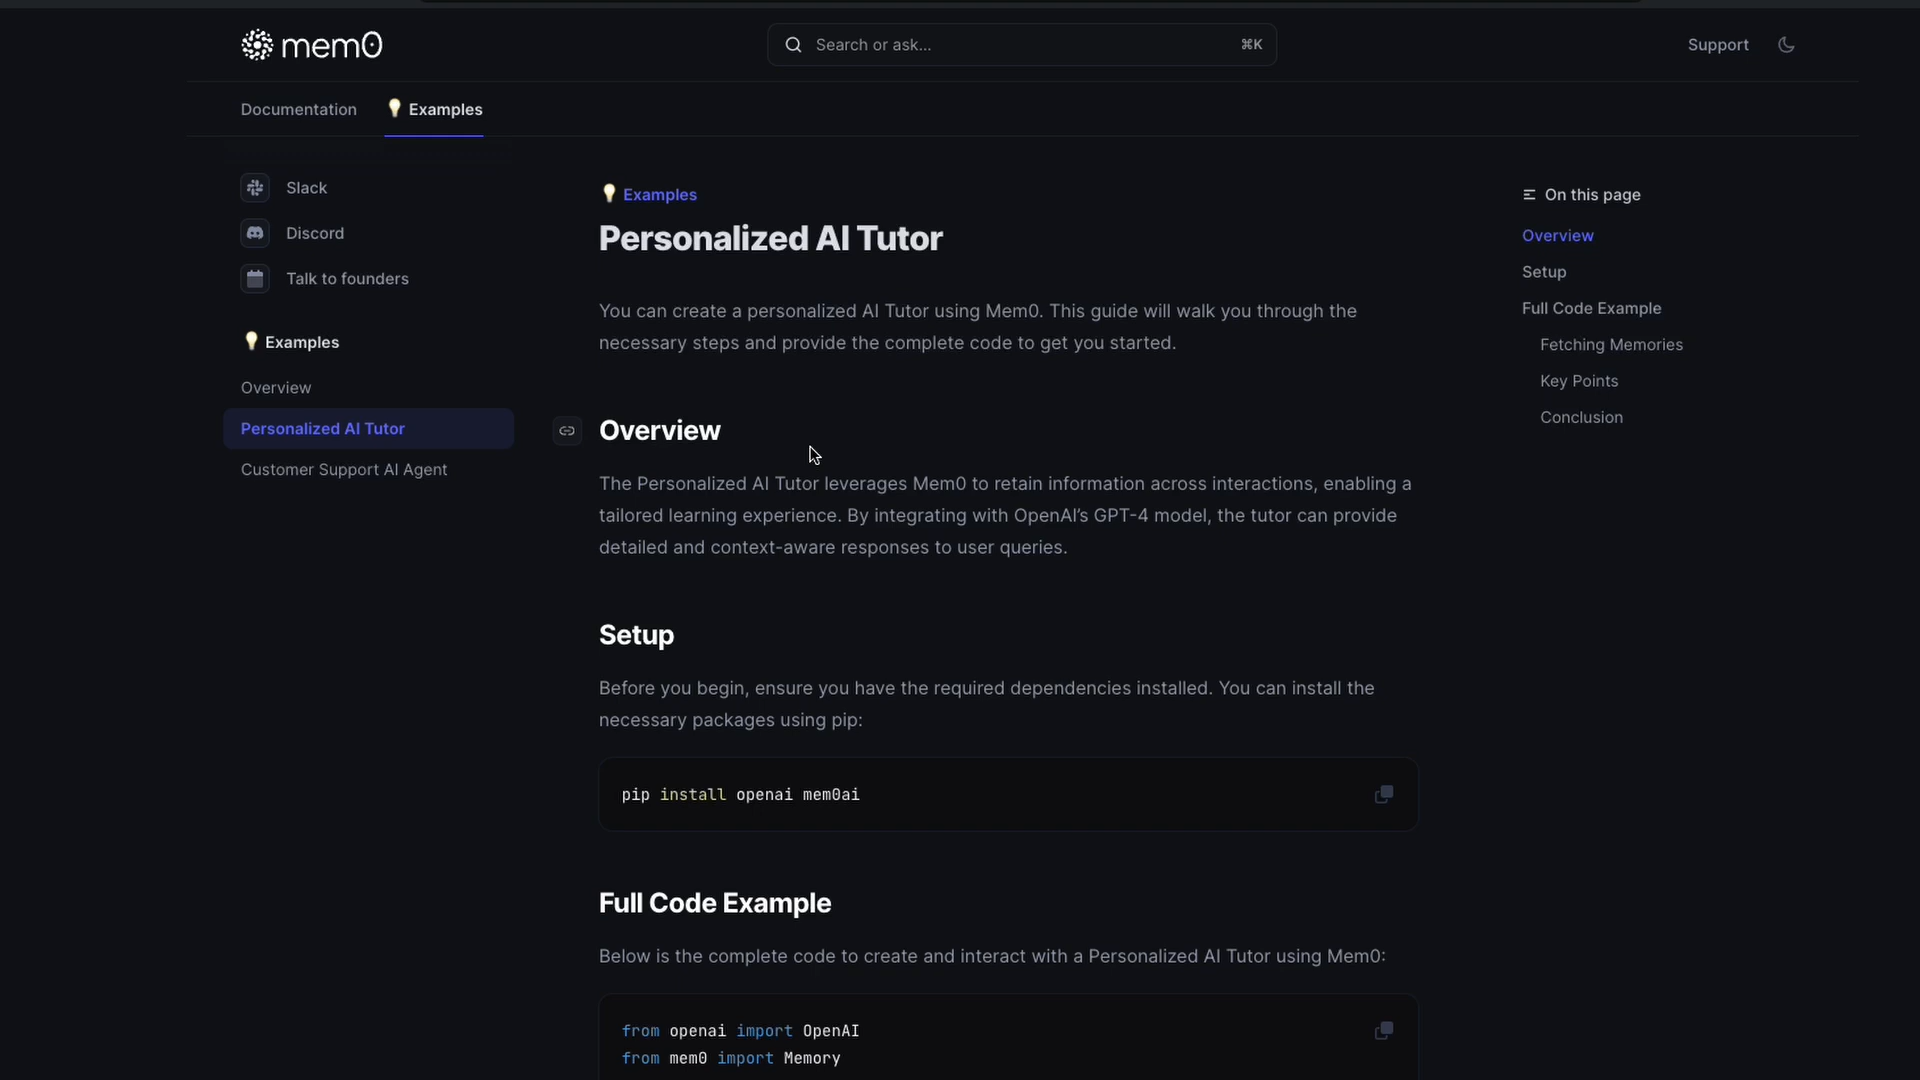 mem0
Search or ask...
⌘K
Support
Documentation
Examples
Slack
Discord
Talk to founders
Examples
Overview
Personalized AI Tutor
Customer Support AI Agent
Examples
Personalized AI Tutor
You can create a personalized AI Tutor using Mem0. This guide will walk you through the
necessary steps and provide the complete code to get you started.
Overview
The Personalized AI Tutor leverages Mem0 to retain information across interactions, enabling a
tailored learning experience. By integrating with OpenAI’s GPT-4 model, the tutor can provide
detailed and context-aware responses to user queries.
Setup
Before you begin, ensure you have the required dependencies installed. You can install the
necessary packages using pip:
pip install openai mem0ai
Full Code Example
Below is the complete code to create and interact with a Personalized AI Tutor using Mem0:
from openai import OpenAI
from mem0 import Memory
On this page
Overview
Setup
Full Code Example
Fetching Memories
Key Points
Conclusion